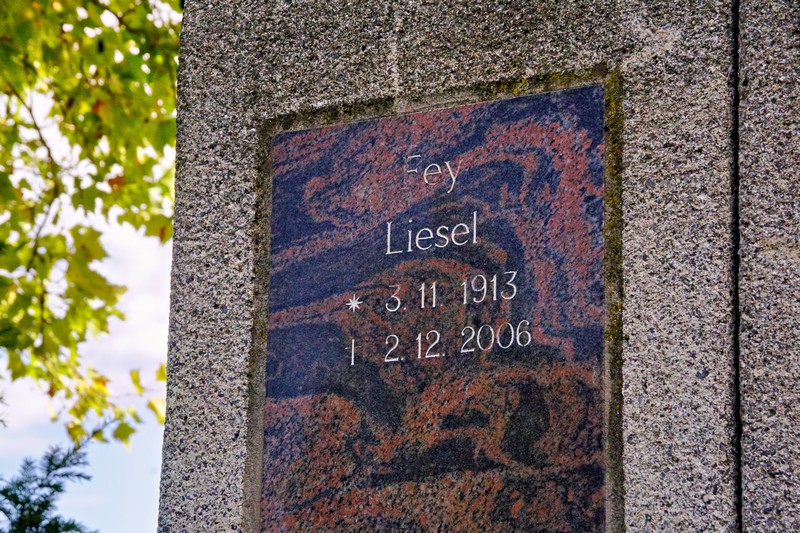 Fey
Liesel
* 3. 11 1913
† 2. 12. 2006